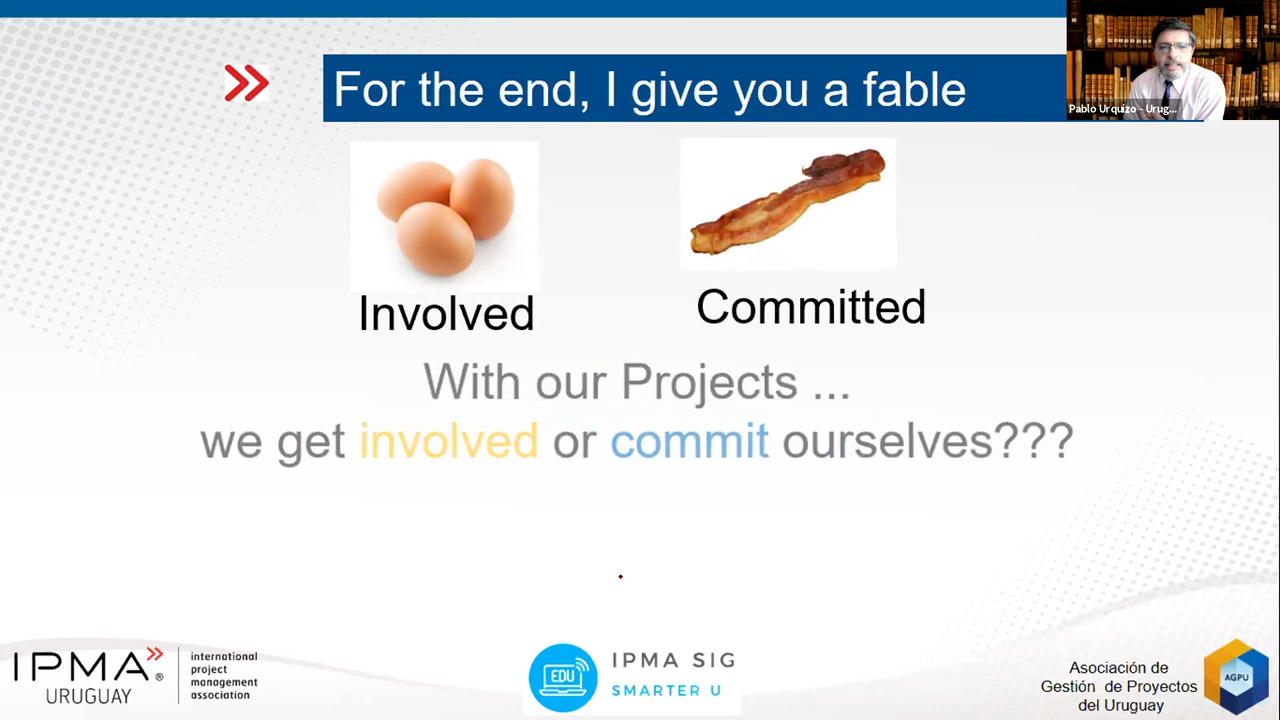 For the end, I give you a fable
Pablo Urquizo - Urug...
Involved
Committed
With our Projects ...
we get involved or commit ourselves???
IPMA®
URUGUAY
international
project
management
association
EDU
IPMA SIG
SMARTER U
Asociación de
Gestión de Proyectos
del Uruguay
AGPU